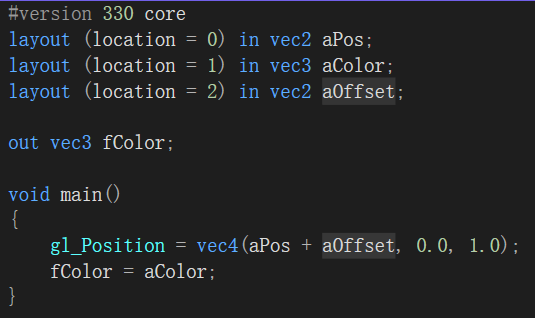 #version 330 core
layout (location = 0) in vec2 aPos;
layout (location = 1) in vec3 aColor;
layout (location = 2) in vec2 aOffset;

out vec3 fColor;

void main()
{
    gl_Position = vec4(aPos + aOffset, 0.0, 1.0);
    fColor = aColor;
}